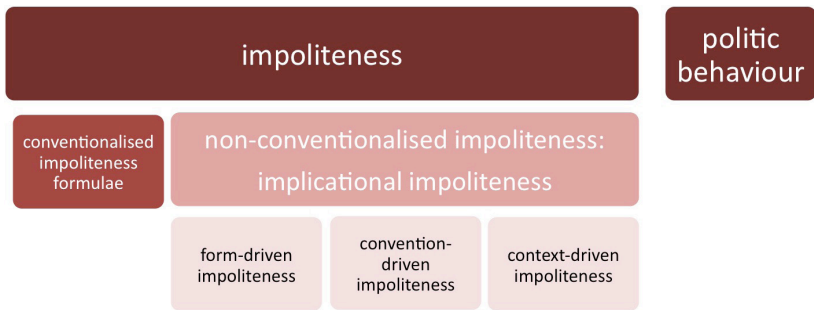 impoliteness
politic
behaviour
conventionalised
impoliteness
formulae
non-conventionalised impoliteness:
implicational impoliteness
form-driven
impoliteness
convention-
driven
impoliteness
context-driven
impoliteness